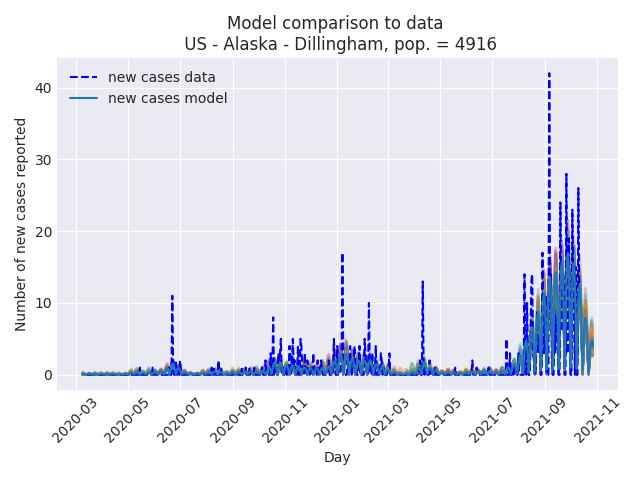 Model comparison to data
US - Alaska - Dillingham, pop. = 4916
new cases data
new cases model
Number of new cases reported
40
30
20
10
0
2020-03
2020-05
2020-07
2020-09
2020-11
2021-01
2021-03
2021-05
2021-07
2021-09
2021-11
Day